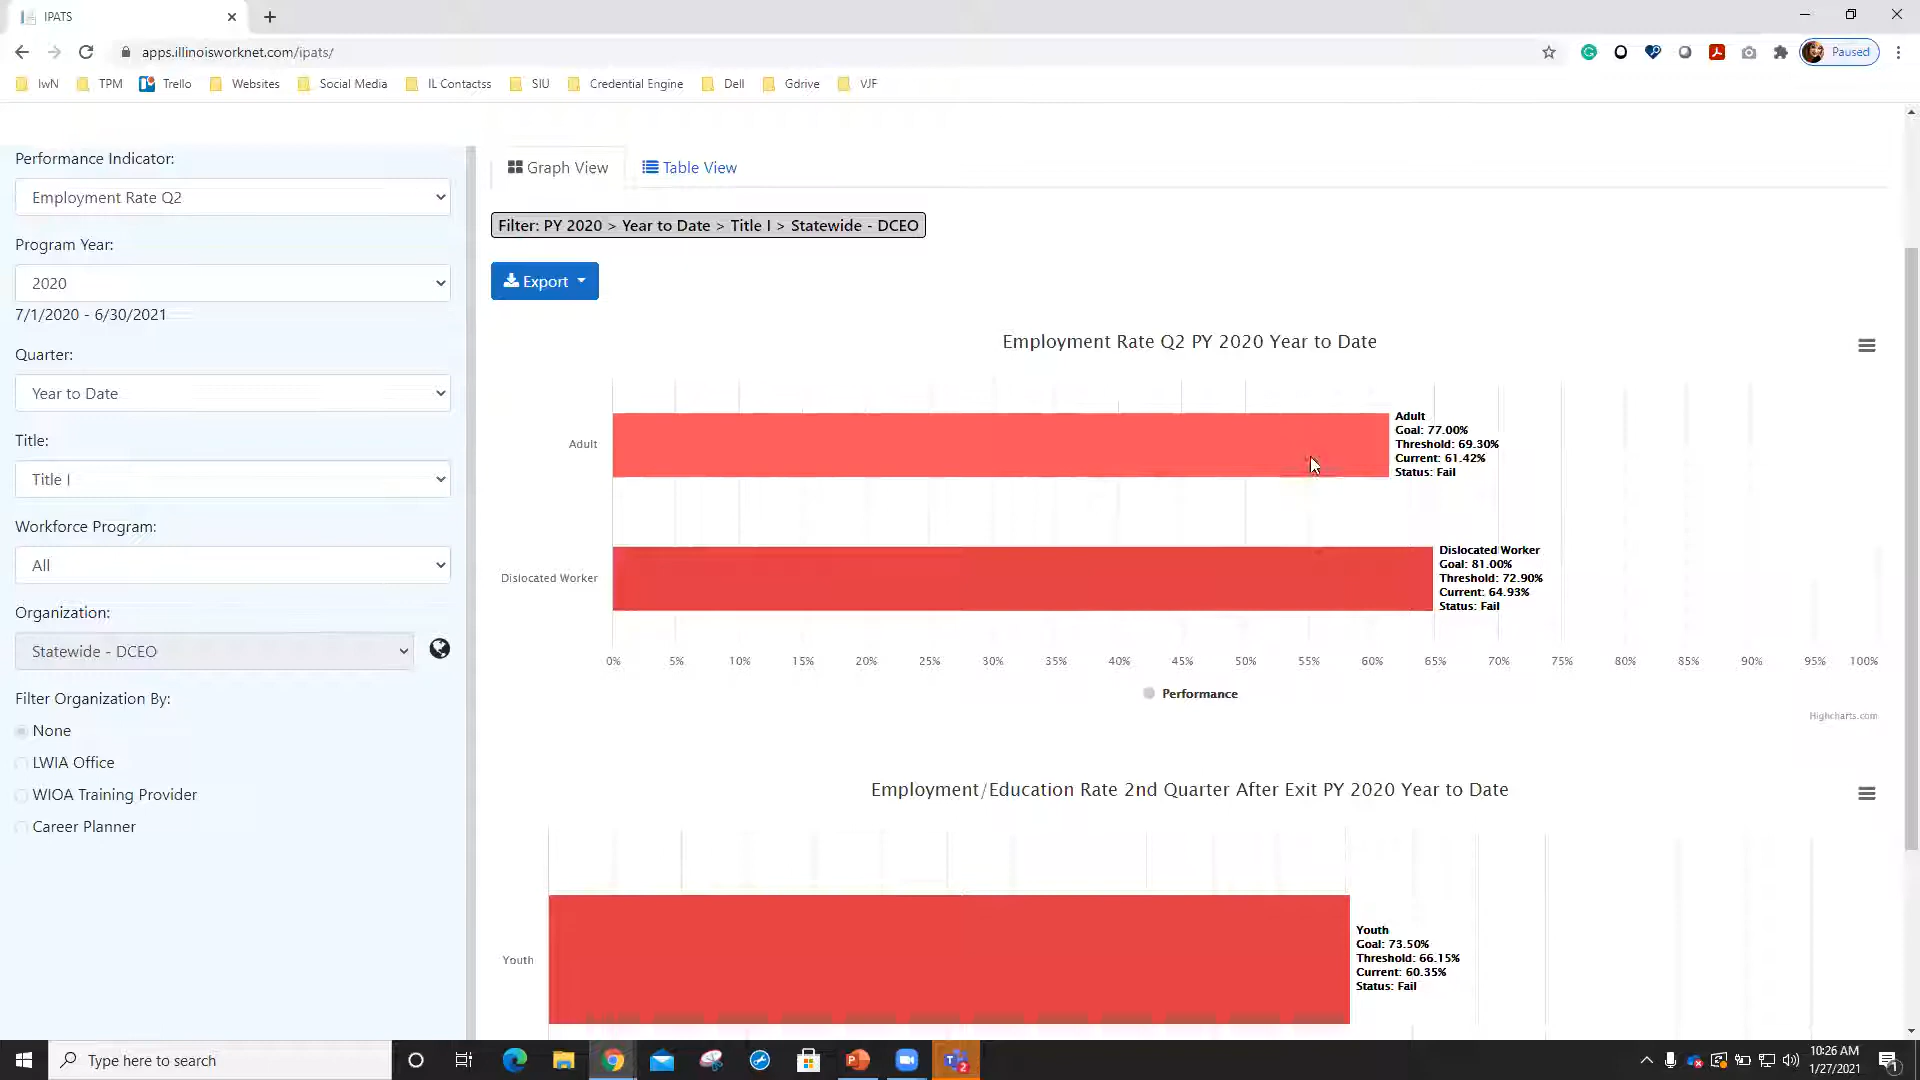 IPATS
apps.illinoisworknet.com/ipats/
Paused
IwN TPM Trello Websites Social Media IL Contactss SIU Credential Engine Dell Gdrive VJF
Performance Indicator:
Employment Rate Q2
Program Year:
2020
7/1/2020 - 6/30/2021
Quarter:
Year to Date
Title:
Title I
Workforce Program:
All
Organization:
Statewide - DCEO
Filter Organization By:
None
LWIA Office
WIOA Training Provider
Career Planner
Graph View Table View
Filter: PY 2020 > Year to Date > Title I > Statewide - DCEO
Export
Employment Rate Q2 PY 2020 Year to Date
Adult
Adult
Goal: 77.00%
Threshold: 69.30%
Current: 61.42%
Status: Fail
Dislocated Worker
Dislocated Worker
Goal: 81.00%
Threshold: 72.90%
Current: 64.93%
Status: Fail
0% 5% 10% 15% 20% 25% 30% 35% 40% 45% 50% 55% 60% 65% 70% 75% 80% 85% 90% 95% 100%
Performance
Highcharts.com
Employment/Education Rate 2nd Quarter After Exit PY 2020 Year to Date
Youth
Youth
Goal: 73.50%
Threshold: 66.15%
Current: 60.35%
Status: Fail
Type here to search
10:26 AM
1/27/2021